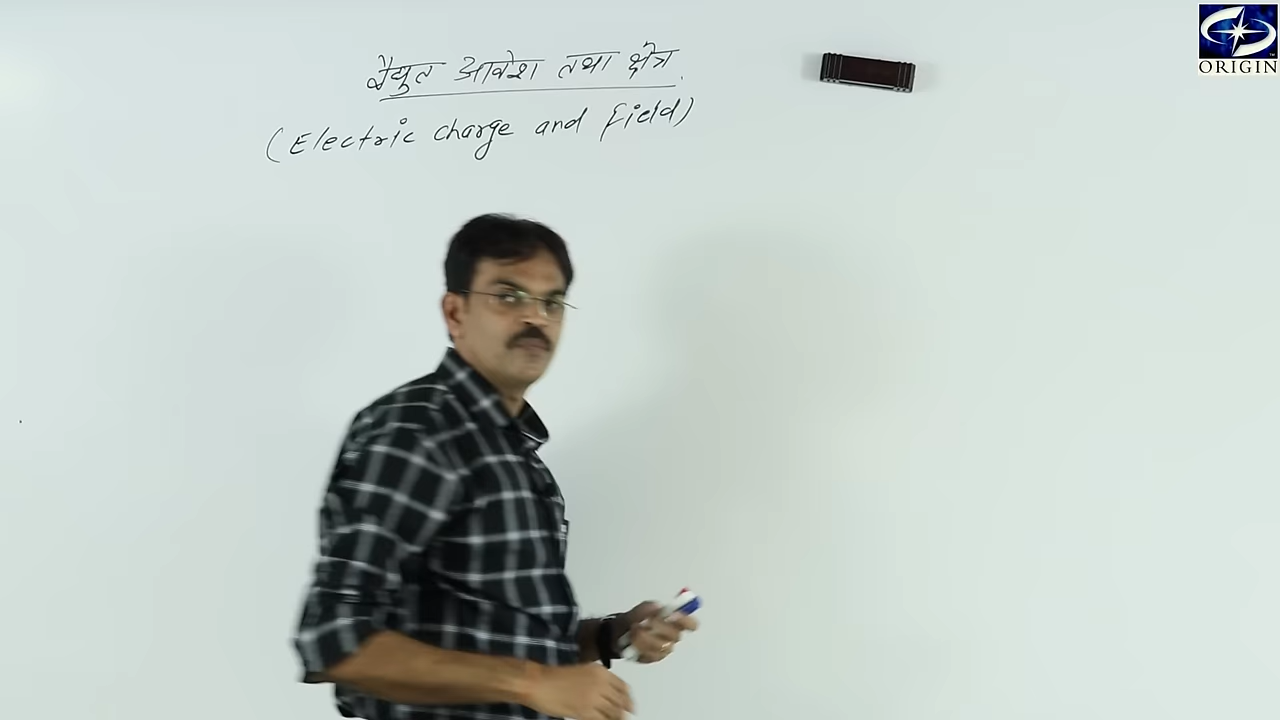 वैद्युत आवेश तथा क्षेत्र.
(Electric charge and field)
ORIGIN